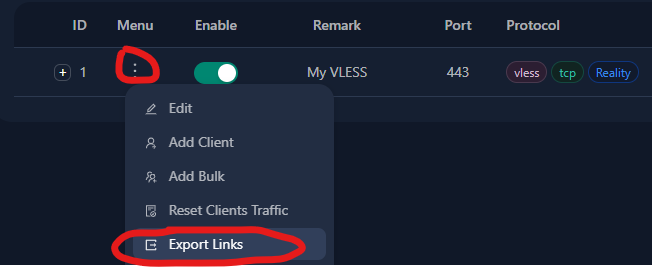 ID Menu Enable Remark Port Protocol
1 My VLESS 443 vless tcp Reality
Edit
Add Client
Add Bulk
Reset Clients Traffic
Export Links